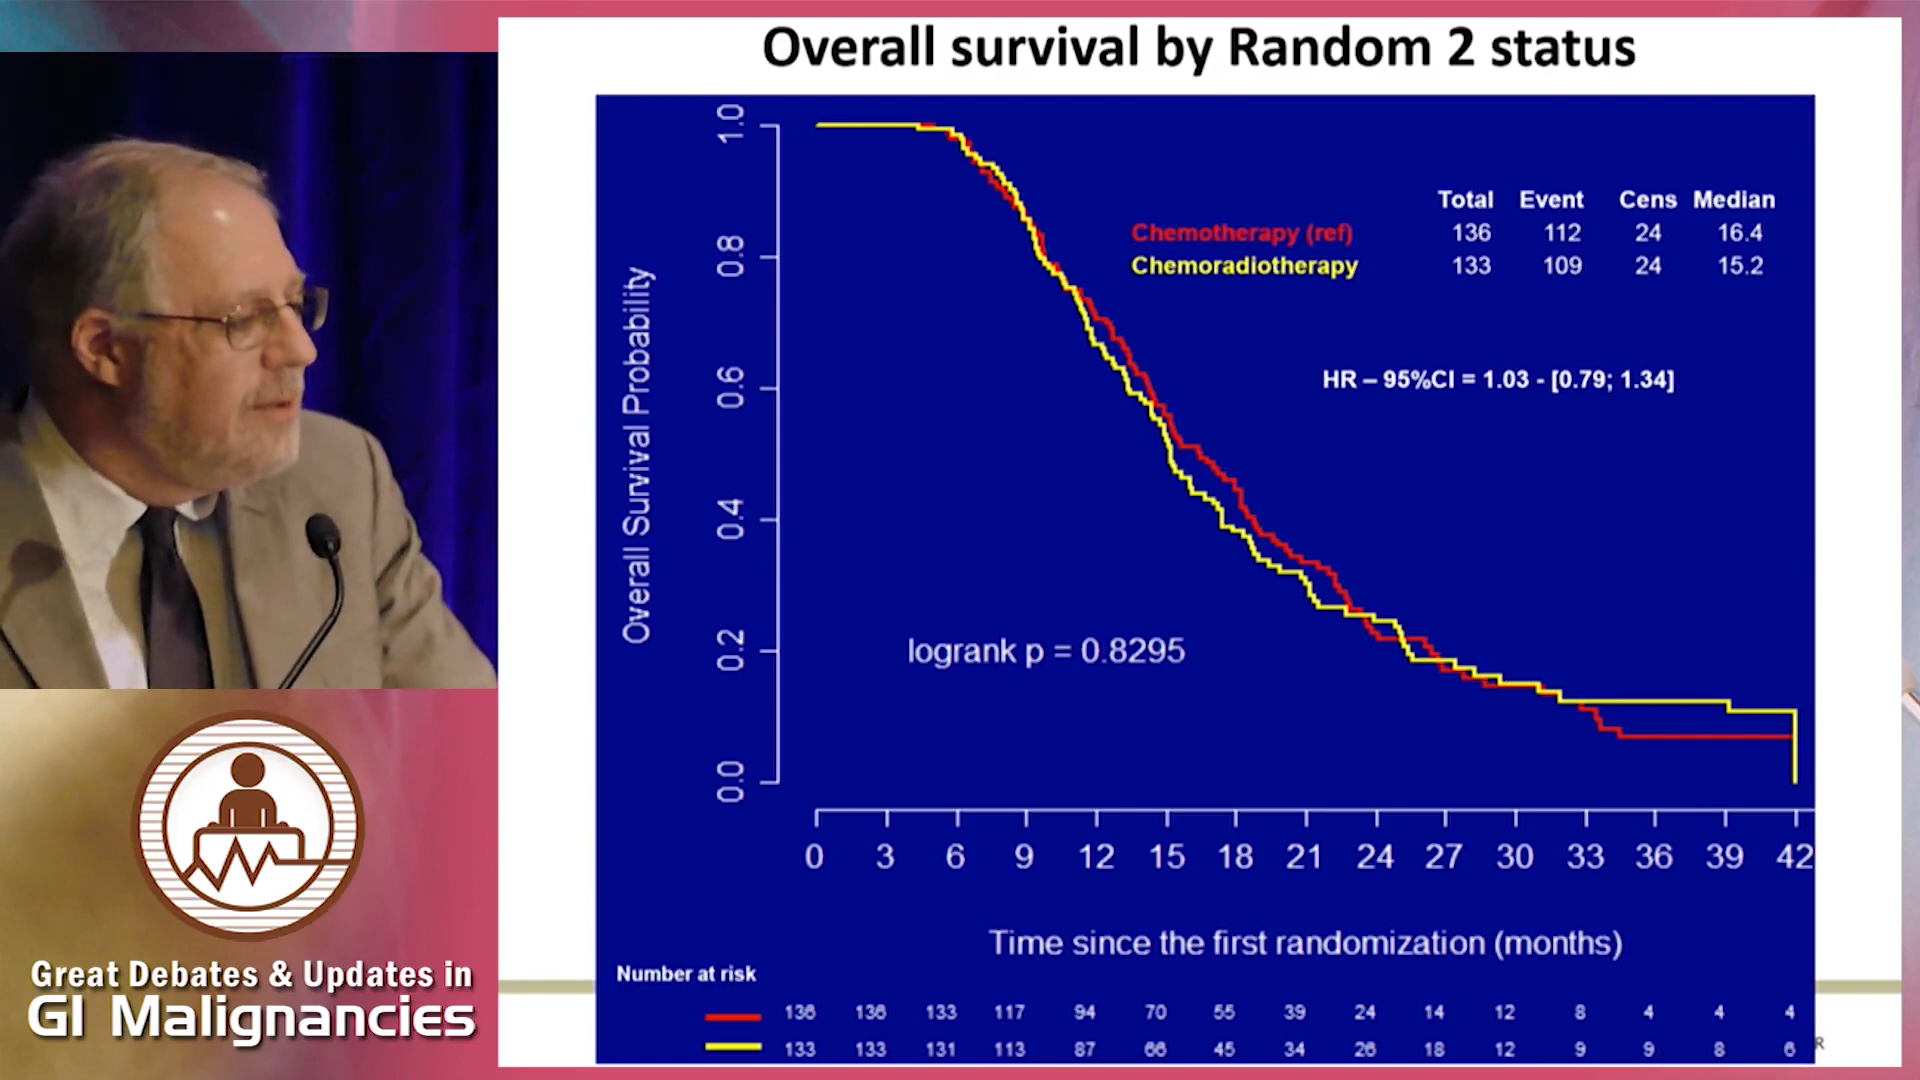 Overall survival by Random 2 status
1.0
0.8
0.6
0.4
0.2
0.0
Overall Survival Probability
Total Event Cens Median
Chemotherapy (ref) 136 112 24 16.4
Chemoradiotherapy 133 109 24 15.2
HR – 95%CI = 1.03 - [0.79; 1.34]
logrank p = 0.8295
0 3 6 9 12 15 18 21 24 27 30 33 36 39 42
Time since the first randomization (months)
Number at risk
136 136 133 117 94 70 55 39 24 14 12 8 4 4 4
133 133 131 113 87 66 45 34 26 18 12 9 9 8 6
R
Great Debates & Updates in
GI Malignancies